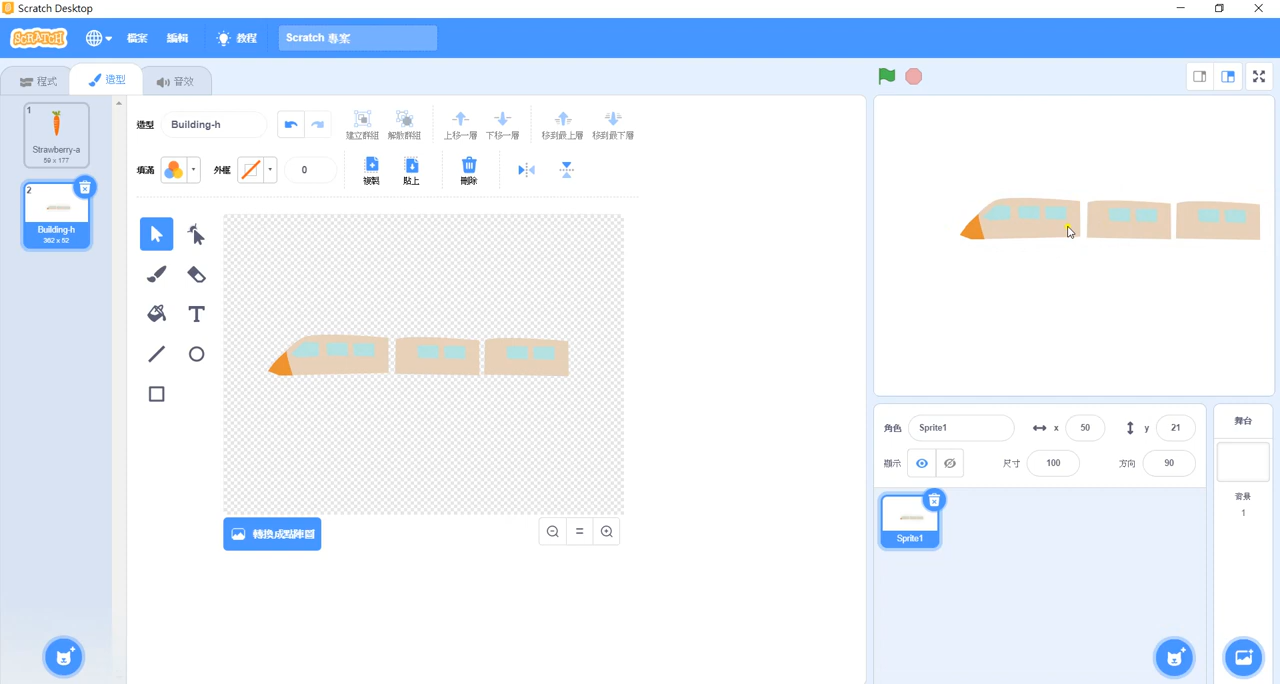 Scratch Desktop
SCRATCH
檔案
編輯
教程
Scratch 專案
程式
造型
音效
1
Strawberry-a
59 x 177
2
Building-h
362 x 52
造型
Building-h
建立群組
解散群組
上移一層
下移一層
移到最上層
移到最下層
填滿
外框
0
複製
貼上
刪除
轉換成點陣圖
角色
Sprite1
x
50
y
21
顯示
尺寸
100
方向
90
Sprite1
舞台
背景
1